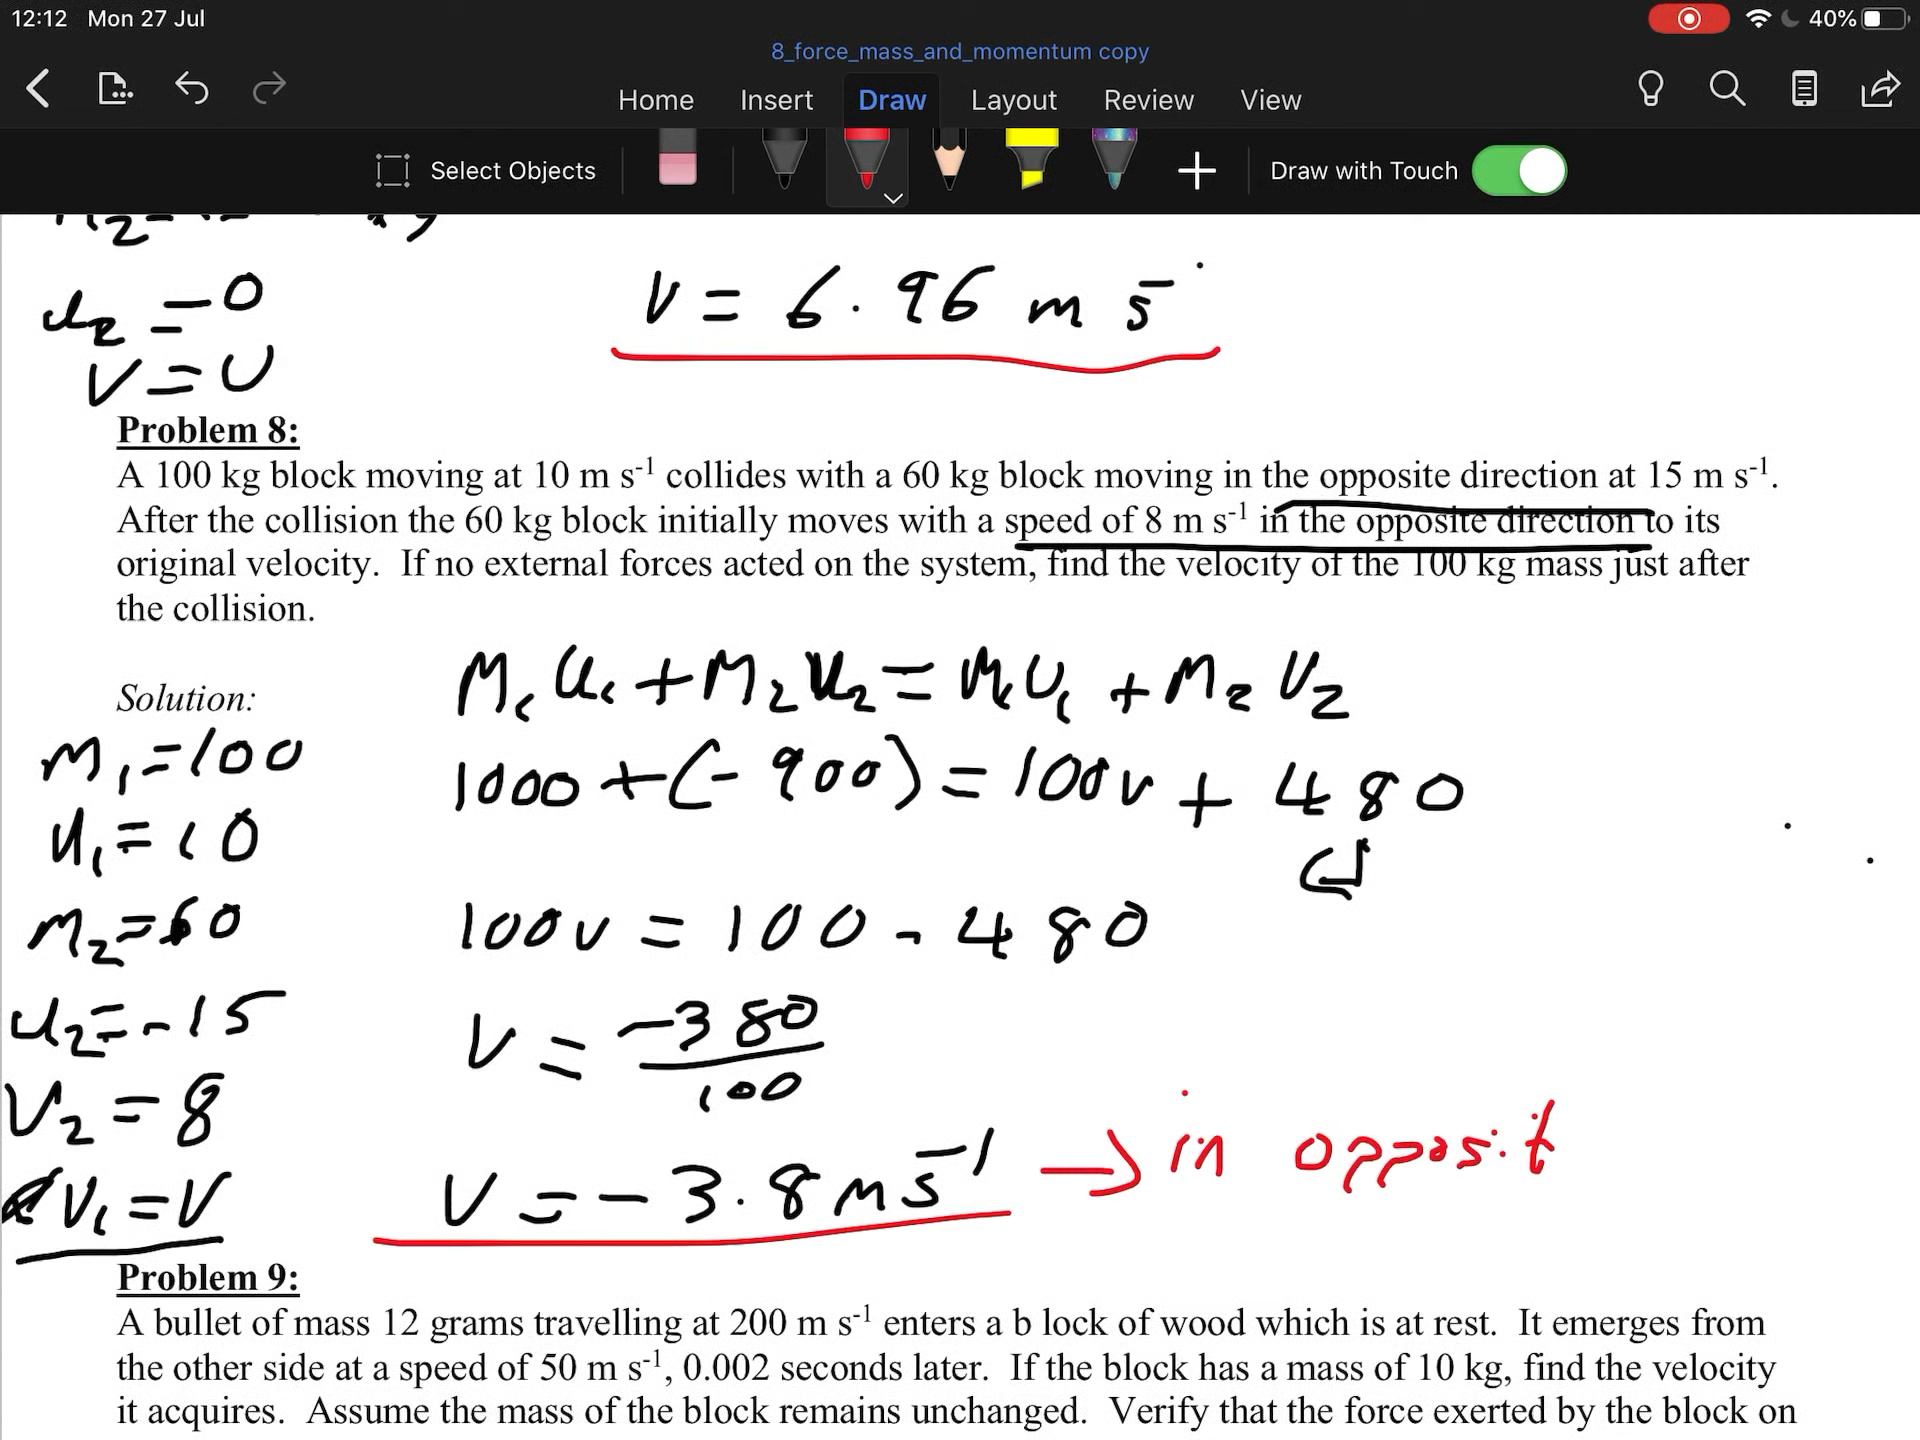 12:12 Mon 27 Jul
40%
8_force_mass_and_momentum copy
Home Insert Draw Layout Review View
Select Objects
Draw with Touch
u₂ = 0
V = 6.96 m s⁻
V = U
Problem 8:
A 100 kg block moving at 10 m s⁻¹ collides with a 60 kg block moving in the opposite direction at 15 m s⁻¹.
After the collision the 60 kg block initially moves with a speed of 8 m s⁻¹ in the opposite direction to its
original velocity. If no external forces acted on the system, find the velocity of the 100 kg mass just after
the collision.
M₁U₁ + M₂U₂ = M₁V₁ + M₂V₂
Solution:
M₁ = 100
1000 + (-900) = 100v + 480
U₁ = 10
M₂ = 60
100v = 100 - 480
U₂ = -15
V = -380/100
V₂ = 8
V = -3.8 m s⁻¹ → in opposit
V₁ = V
Problem 9:
A bullet of mass 12 grams travelling at 200 m s⁻¹ enters a b lock of wood which is at rest. It emerges from
the other side at a speed of 50 m s⁻¹, 0.002 seconds later. If the block has a mass of 10 kg, find the velocity
it acquires. Assume the mass of the block remains unchanged. Verify that the force exerted by the block on